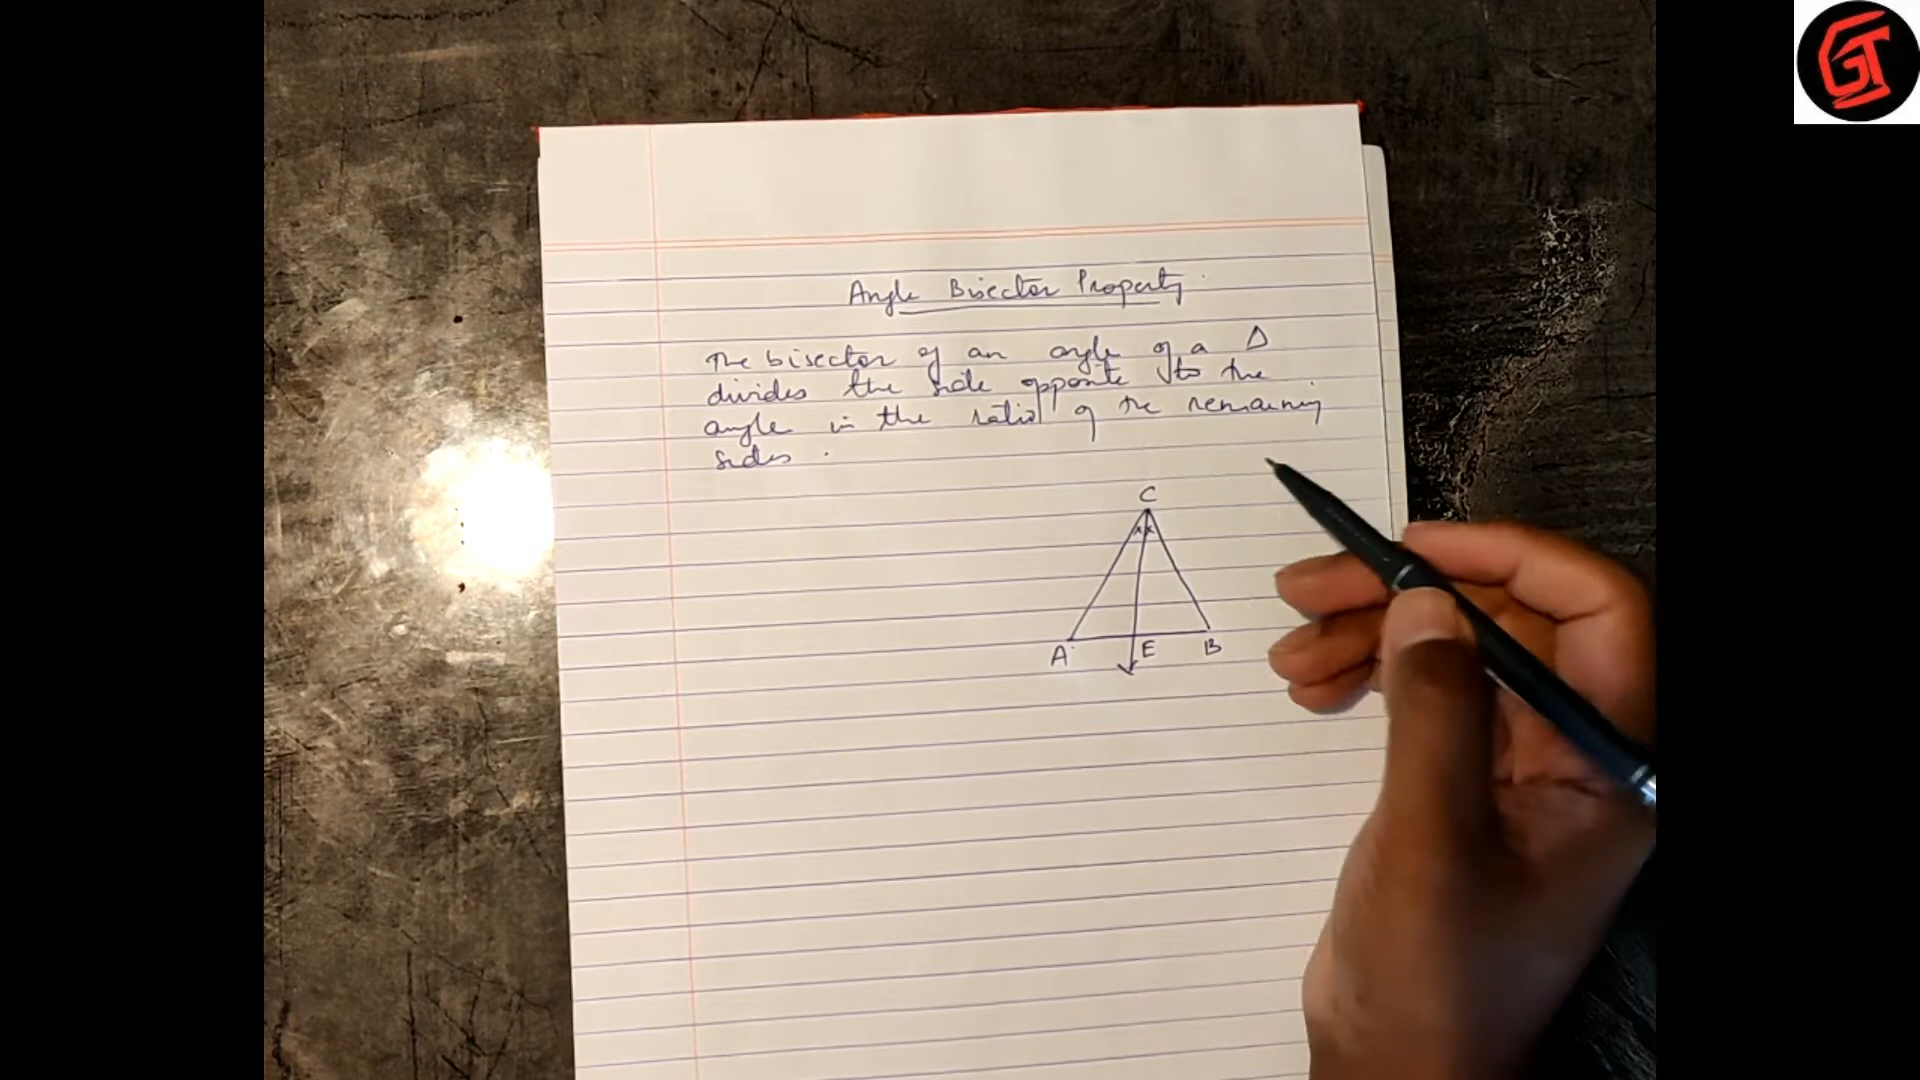 GT
Angle Bisector Property
The bisector of an angle of a Δ
divides the side opposite to the
angle in the ratio of the remaining
sides.
C
x x
A E B